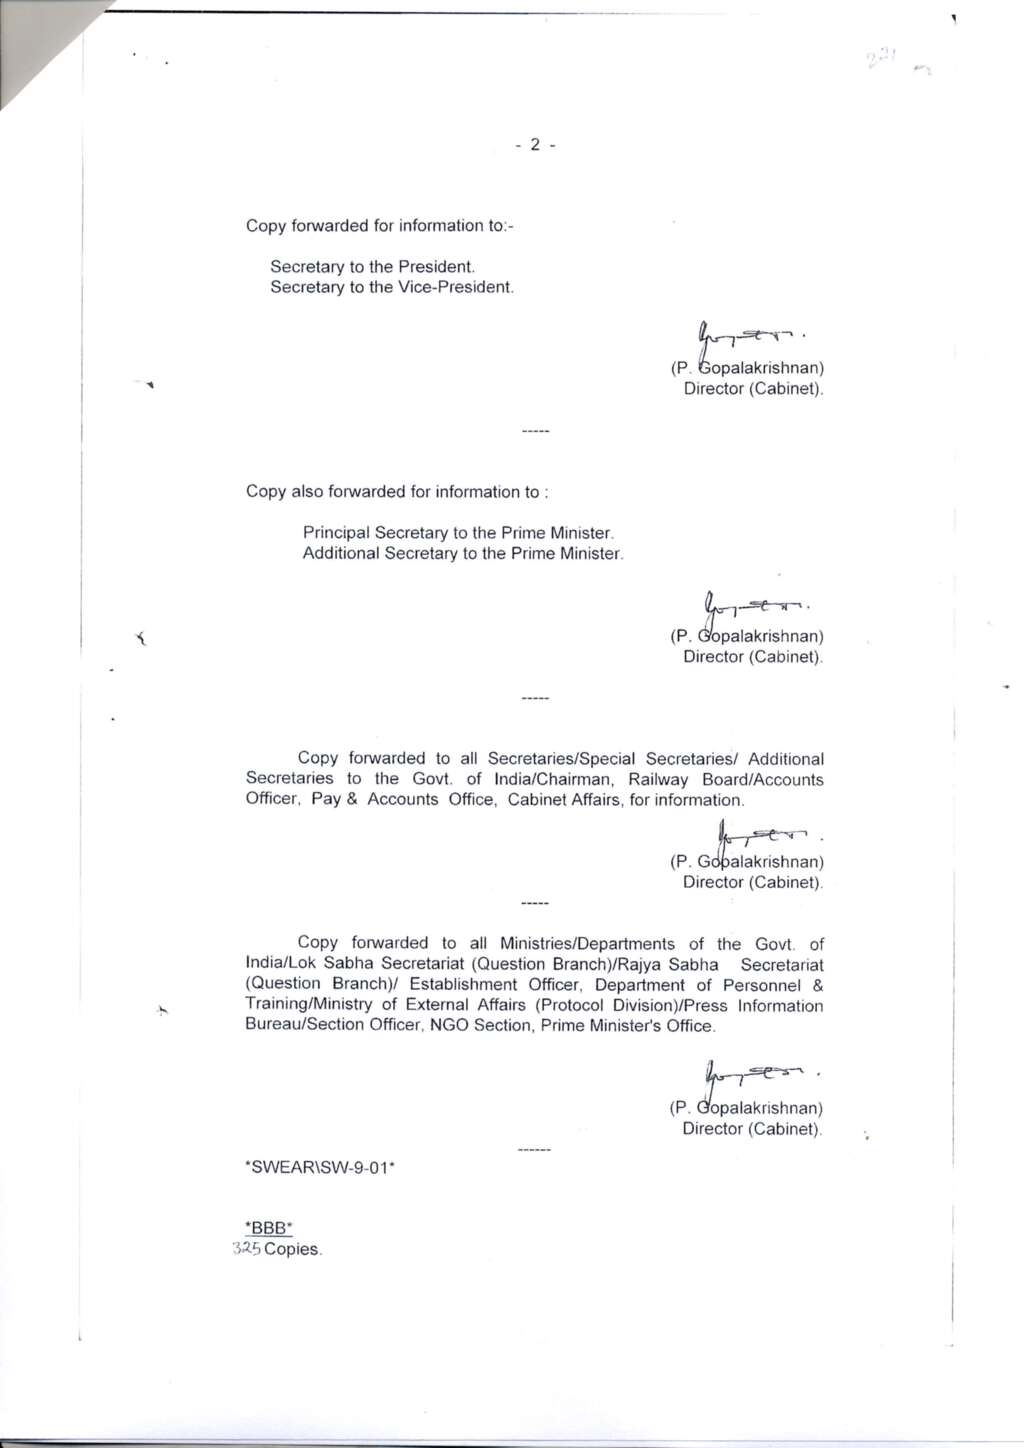 - 2 -
Copy forwarded for information to:-
Secretary to the President.
Secretary to the Vice-President.
(P. Gopalakrishnan)
Director (Cabinet).
-----
Copy also forwarded for information to :
Principal Secretary to the Prime Minister.
Additional Secretary to the Prime Minister.
(P. Gopalakrishnan)
Director (Cabinet).
-----
Copy forwarded to all Secretaries/Special Secretaries/ Additional
Secretaries to the Govt. of India/Chairman, Railway Board/Accounts
Officer, Pay & Accounts Office, Cabinet Affairs, for information.
(P. Gopalakrishnan)
Director (Cabinet).
-----
Copy forwarded to all Ministries/Departments of the Govt. of
India/Lok Sabha Secretariat (Question Branch)/Rajya Sabha Secretariat
(Question Branch)/ Establishment Officer, Department of Personnel &
Training/Ministry of External Affairs (Protocol Division)/Press Information
Bureau/Section Officer, NGO Section, Prime Minister's Office.
(P. Gopalakrishnan)
Director (Cabinet).
------
*SWEAR\SW-9-01*
*BBB*
325 Copies.